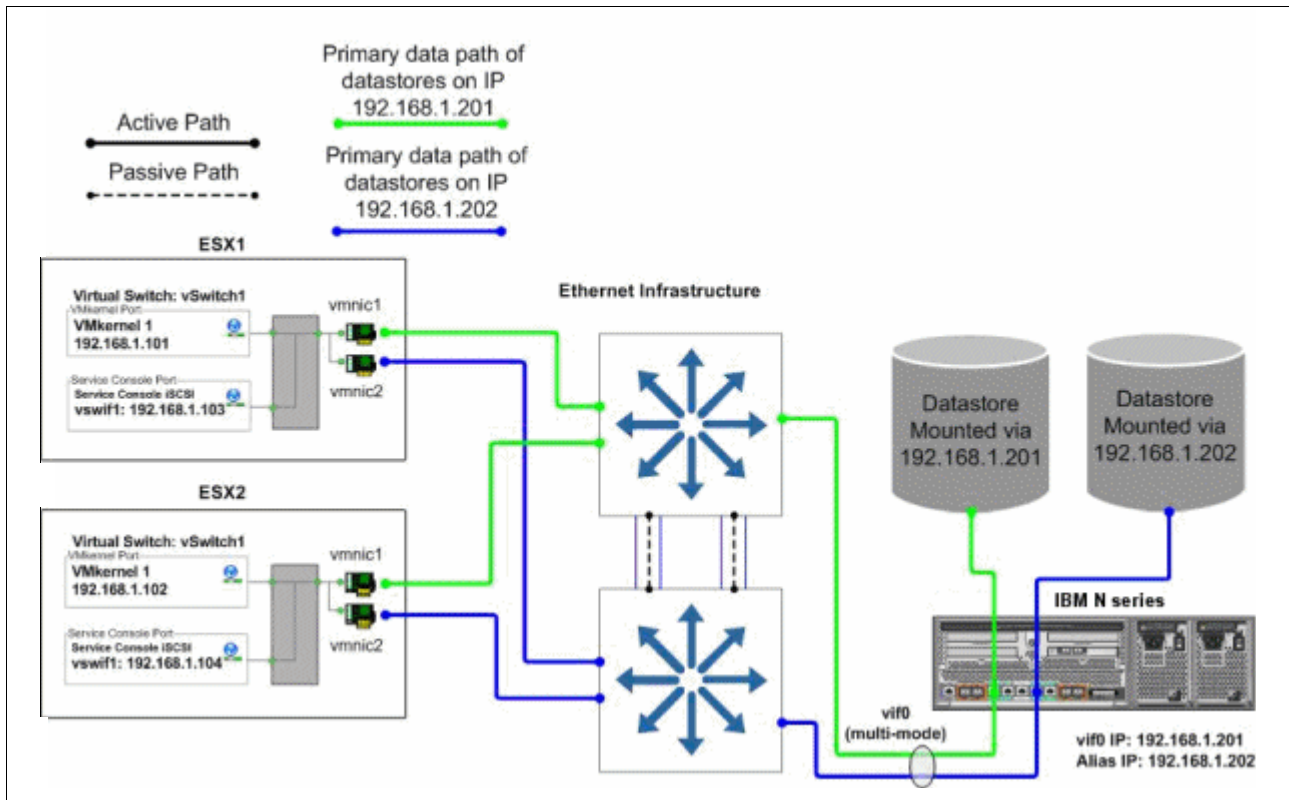 Primary data path of
datastores on IP
192.168.1.201
Active Path
Primary data path of
datastores on IP
192.168.1.202
Passive Path
ESX1
Virtual Switch: vSwitch1
VMkernel Port
VMkernel 1
192.168.1.101
Service Console Port
Service Console iSCSI
vswif1: 192.168.1.103
vmnic1
vmnic2
Ethernet Infrastructure
Datastore
Mounted via
192.168.1.201
Datastore
Mounted via
192.168.1.202
ESX2
Virtual Switch: vSwitch1
VMkernel Port
VMkernel 1
192.168.1.102
Service Console Port
Service Console iSCSI
vswif1: 192.168.1.104
vmnic1
vmnic2
IBM N series
vif0
(multi-mode)
vif0 IP: 192.168.1.201
Alias IP: 192.168.1.202